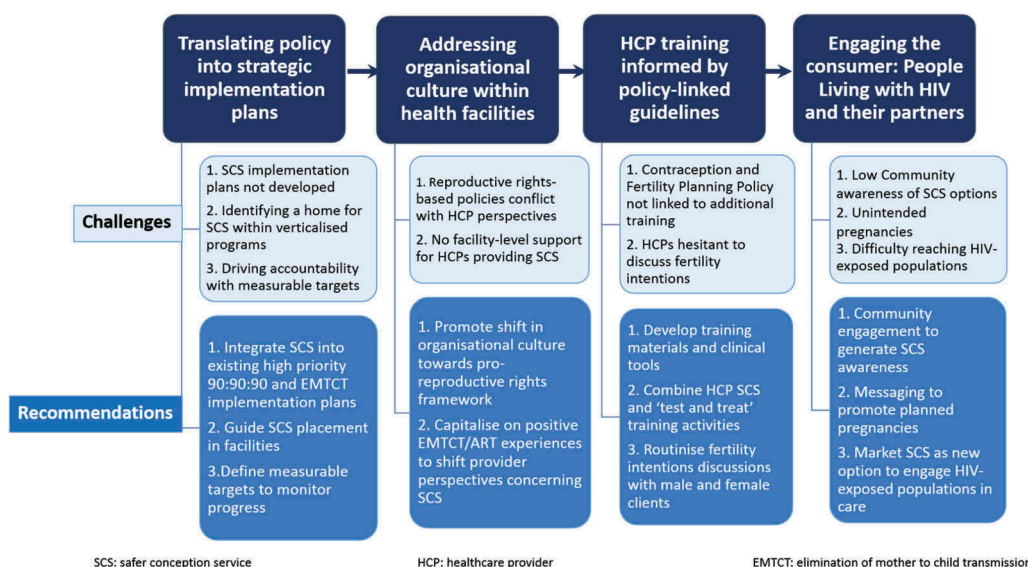 Translating policy
into strategic
implementation
plans
Addressing
organisational
culture within
health facilities
HCP training
informed by
policy-linked
guidelines
Engaging the
consumer: People
Living with HIV
and their partners
Challenges
1. SCS implementation
plans not developed
2. Identifying a home for
SCS within verticalised
programs
3. Driving accountability
with measurable targets
1. Reproductive rights-
based policies conflict
with HCP perspectives
2. No facility-level support
for HCPs providing SCS
1. Contraception and
Fertility Planning Policy
not linked to additional
training
2. HCPs hesitant to
discuss fertility
intentions
1. Low Community
awareness of SCS options
2. Unintended
pregnancies
3. Difficulty reaching HIV-
exposed populations
Recommendations
1. Integrate SCS into
existing high priority
90:90:90 and EMTCT
implementation plans
2. Guide SCS placement
in facilities
3.Define measurable
targets to monitor
progress
1. Promote shift in
organisational culture
towards pro-
reproductive rights
framework
2. Capitalise on positive
EMTCT/ART experiences
to shift provider
perspectives concerning
SCS
1. Develop training
materials and clinical
tools
2. Combine HCP SCS
and ‘test and treat’
training activities
3. Routinise fertility
intentions discussions
with male and female
clients
1. Community
engagement to
generate SCS
awareness
2. Messaging to
promote planned
pregnancies
3. Market SCS as new
option to engage HIV-
exposed populations in
care
SCS: safer conception service
HCP: healthcare provider
EMTCT: elimination of mother to child transmission